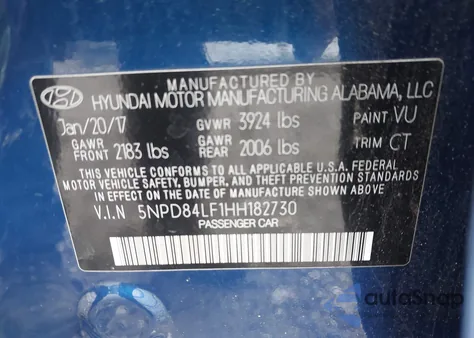 MANUFACTURED BY
HYUNDAI MOTOR MANUFACTURING ALABAMA, LLC
Jan/20/17 GVWR 3924 lbs PAINT VU
GAWR FRONT 2183 lbs GAWR REAR 2006 lbs TRIM CT
THIS VEHICLE CONFORMS TO ALL APPLICABLE U.S.A. FEDERAL
MOTOR VEHICLE SAFETY, BUMPER, AND THEFT PREVENTION STANDARDS
IN EFFECT ON THE DATE OF MANUFACTURE SHOWN ABOVE.
V.I.N 5NPD84LF1HH182730
PASSENGER CAR
autoSnap